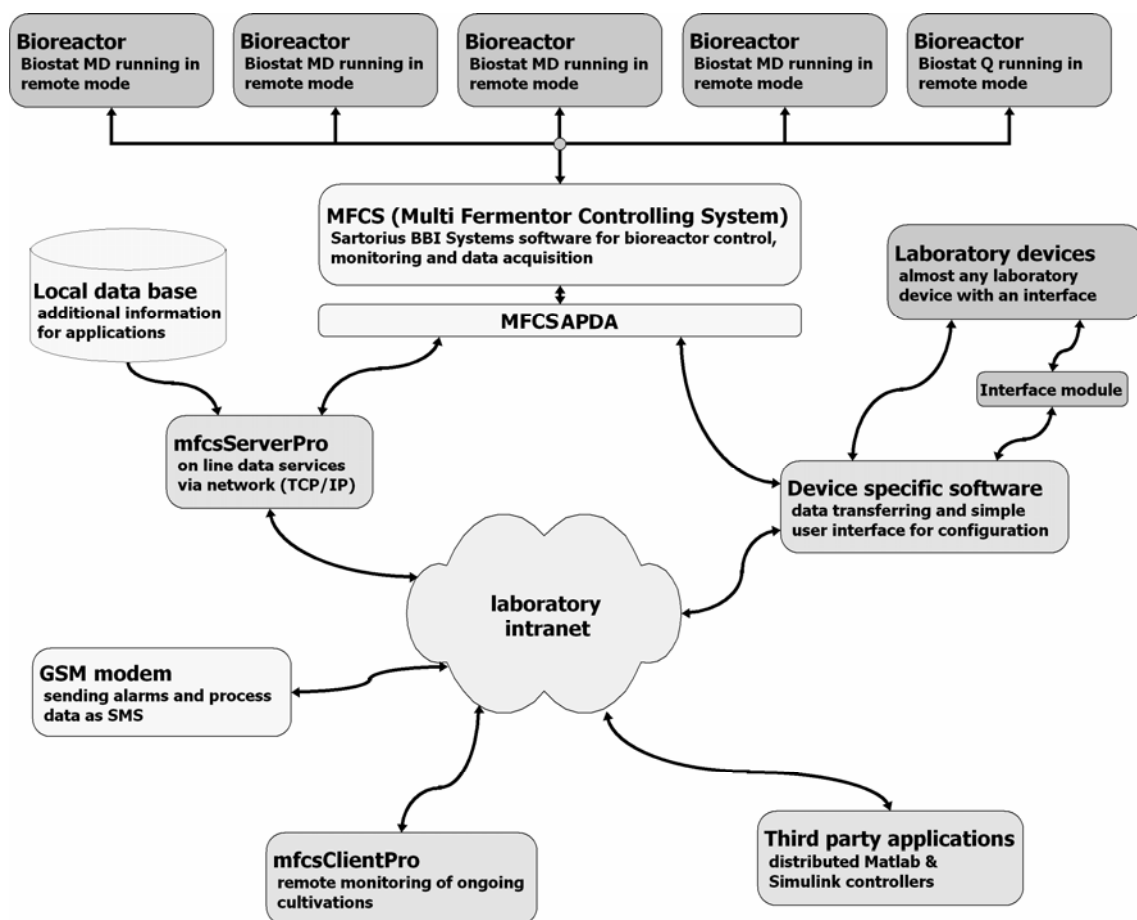 Bioreactor
Biostat MD running in
remote mode
Bioreactor
Biostat MD running in
remote mode
Bioreactor
Biostat MD running in
remote mode
Bioreactor
Biostat MD running in
remote mode
Bioreactor
Biostat Q running in
remote mode
MFCS (Multi Fermentor Controlling System)
Sartorius BBI Systems software for bioreactor control,
monitoring and data acquisition
Local data base
additional information
for applications
Laboratory devices
almost any laboratory
device with an interface
MFCSAPDA
Interface module
mfcsServerPro
on line data services
via network (TCP/IP)
Device specific software
data transferring and simple
user interface for configuration
laboratory
intranet
GSM modem
sending alarms and process
data as SMS
mfcsClientPro
remote monitoring of ongoing
cultivations
Third party applications
distributed Matlab &
Simulink controllers